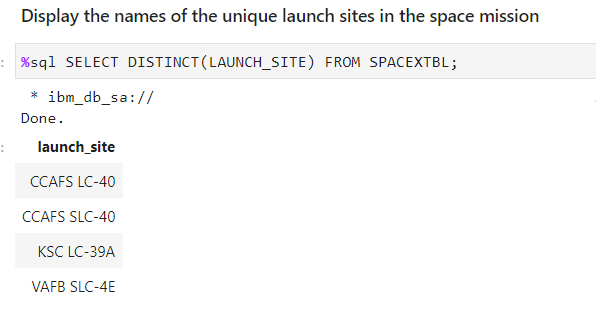 Display the names of the unique launch sites in the space mission
: %sql SELECT DISTINCT(LAUNCH_SITE) FROM SPACEXTBL;
* ibm_db_sa://
Done.
: launch_site
CCAFS LC-40
CCAFS SLC-40
KSC LC-39A
VAFB SLC-4E